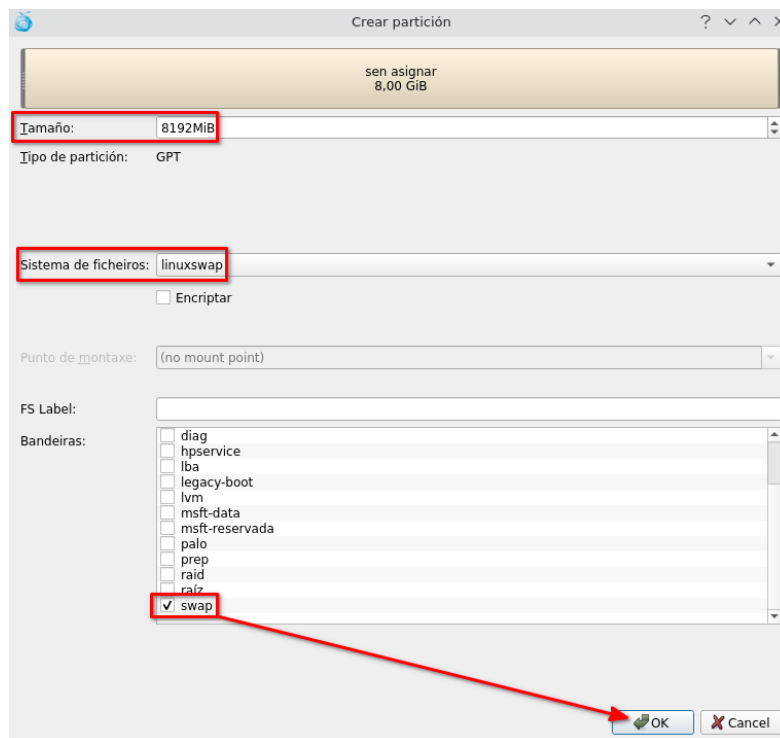 Crear partición
sen asignar
8,00 GiB
Tamaño: 8192MiB
Tipo de partición: GPT
Sistema de ficheiros: linuxswap
Encriptar
Punto de montaxe: (no mount point)
FS Label:
Bandeiras:
diag
hpservice
lba
legacy-boot
lvm
msft-data
msft-reservada
palo
prep
raid
raíz
swap
OK Cancel